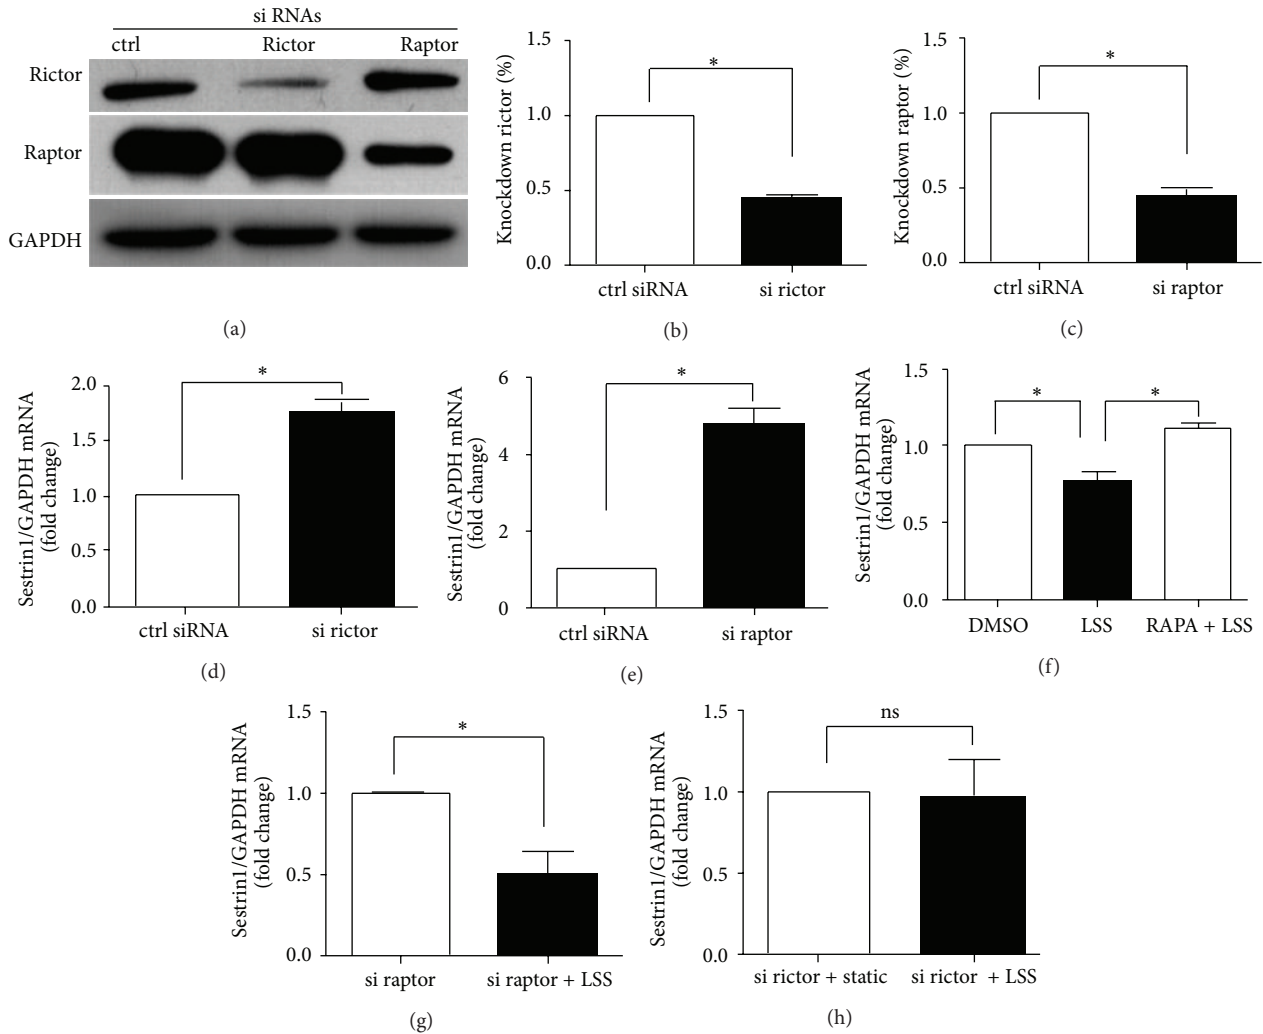 si RNAs
ctrl Rictor Raptor
Rictor
Raptor
GAPDH
(a)
Knockdown rictor (%)
1.5
1.0
0.5
0.0
*
ctrl siRNA si rictor
(b)
Knockdown raptor (%)
1.5
1.0
0.5
0.0
*
ctrl siRNA si raptor
(c)
Sestrin1/GAPDH mRNA
(fold change)
2.0
1.5
1.0
0.5
0.0
*
ctrl siRNA si rictor
(d)
Sestrin1/GAPDH mRNA
(fold change)
6
4
2
0
*
ctrl siRNA si raptor
(e)
Sestrin1/GAPDH mRNA
(fold change)
1.5
1.0
0.5
0.0
* *
DMSO LSS RAPA + LSS
(f)
Sestrin1/GAPDH mRNA
(fold change)
1.5
1.0
0.5
0.0
*
si raptor si raptor + LSS
(g)
Sestrin1/GAPDH mRNA
(fold change)
1.5
1.0
0.5
0.0
ns
si rictor + static si rictor + LSS
(h)